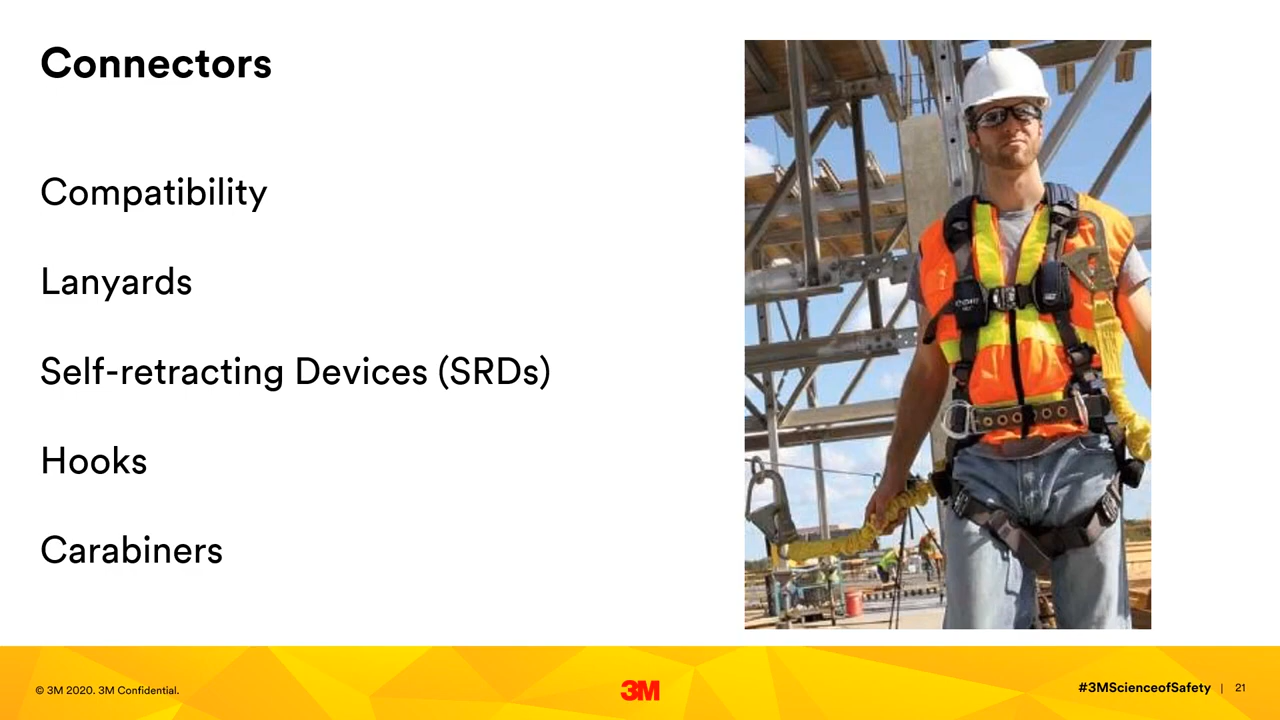 Connectors
Compatibility
Lanyards
Self-retracting Devices (SRDs)
Hooks
Carabiners
© 3M 2020. 3M Confidential.
3M
#3MScienceofSafety | 21